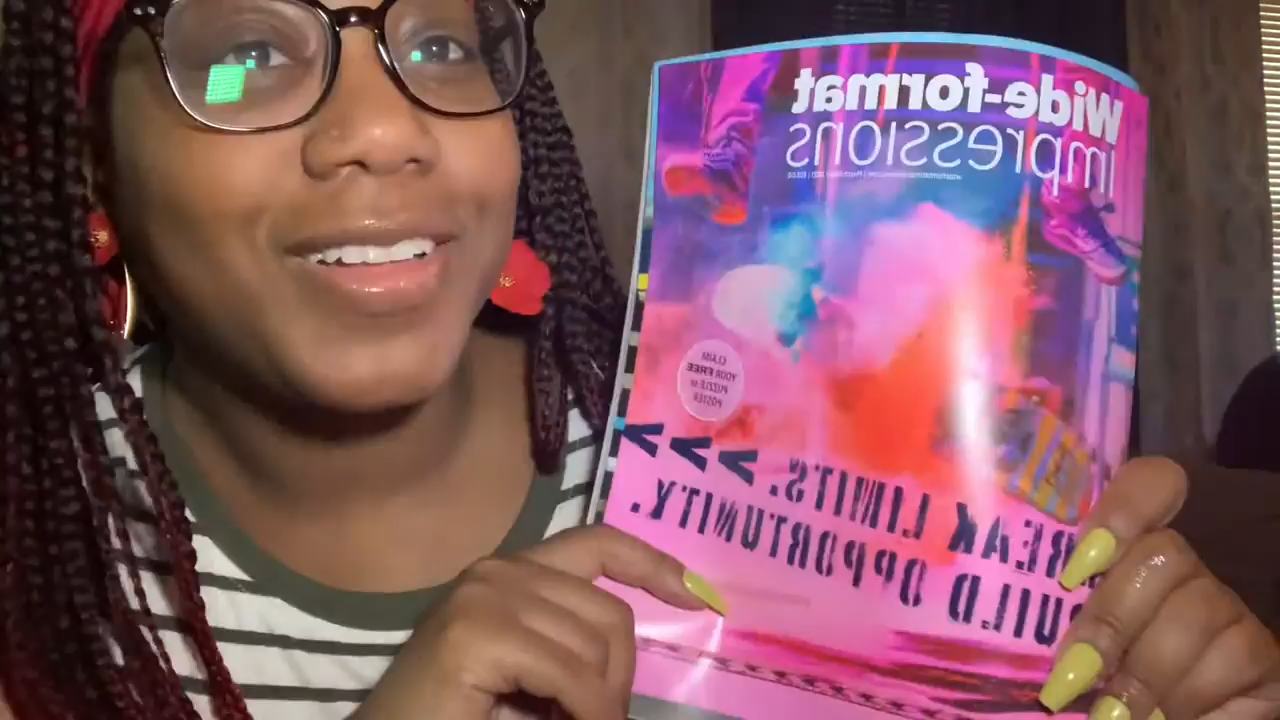 Wide-format
impressions
CLAIM
YOUR FREE
PUZZLE or
POSTER
BREAK LIMITS.
BUILD OPPORTUNITY.